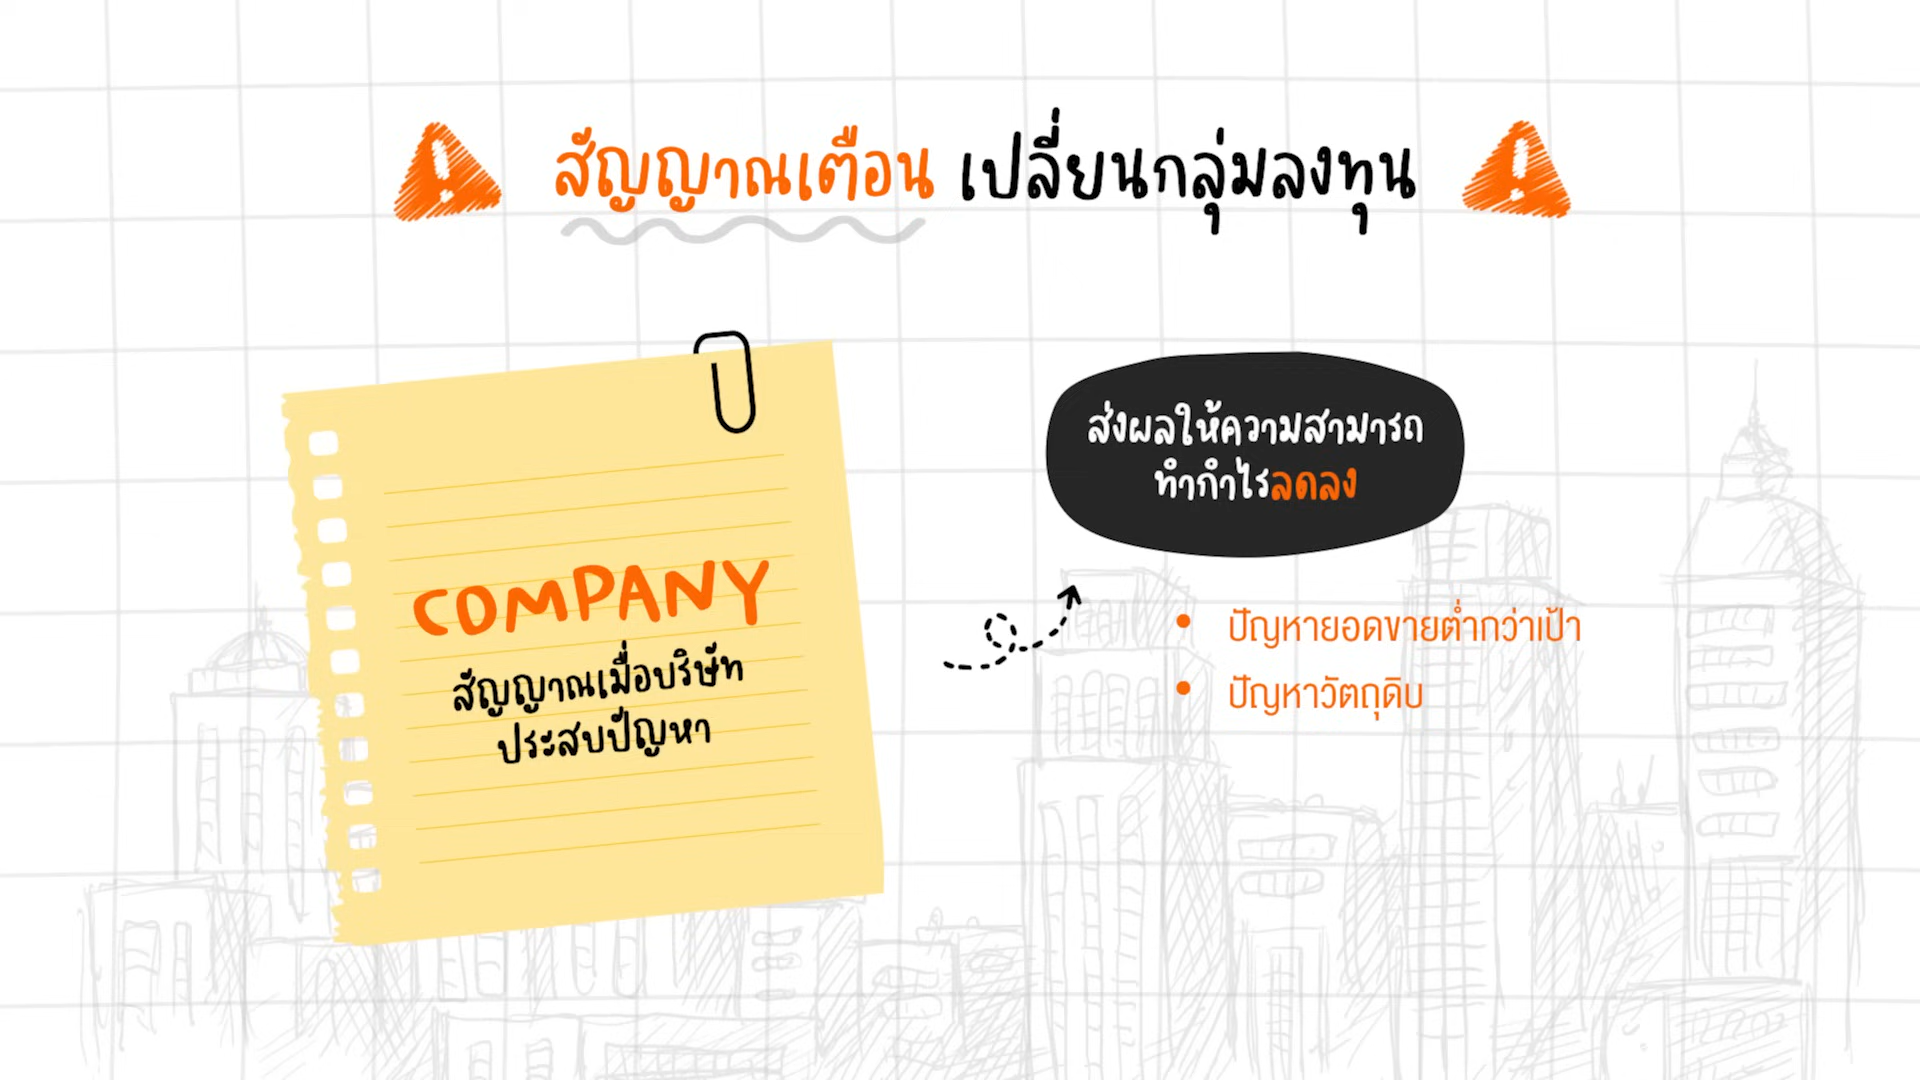 สัญญาณเตือน เปลี่ยนกลุ่มลงทุน
COMPANY
สัญญาณเมื่อบริษัท
ประสบปัญหา
ส่งผลให้ความสามารถ
ทำกำไรลดลง
• ปัญหายอดขายต่ำกว่าเป้า
• ปัญหาวัตถุดิบ